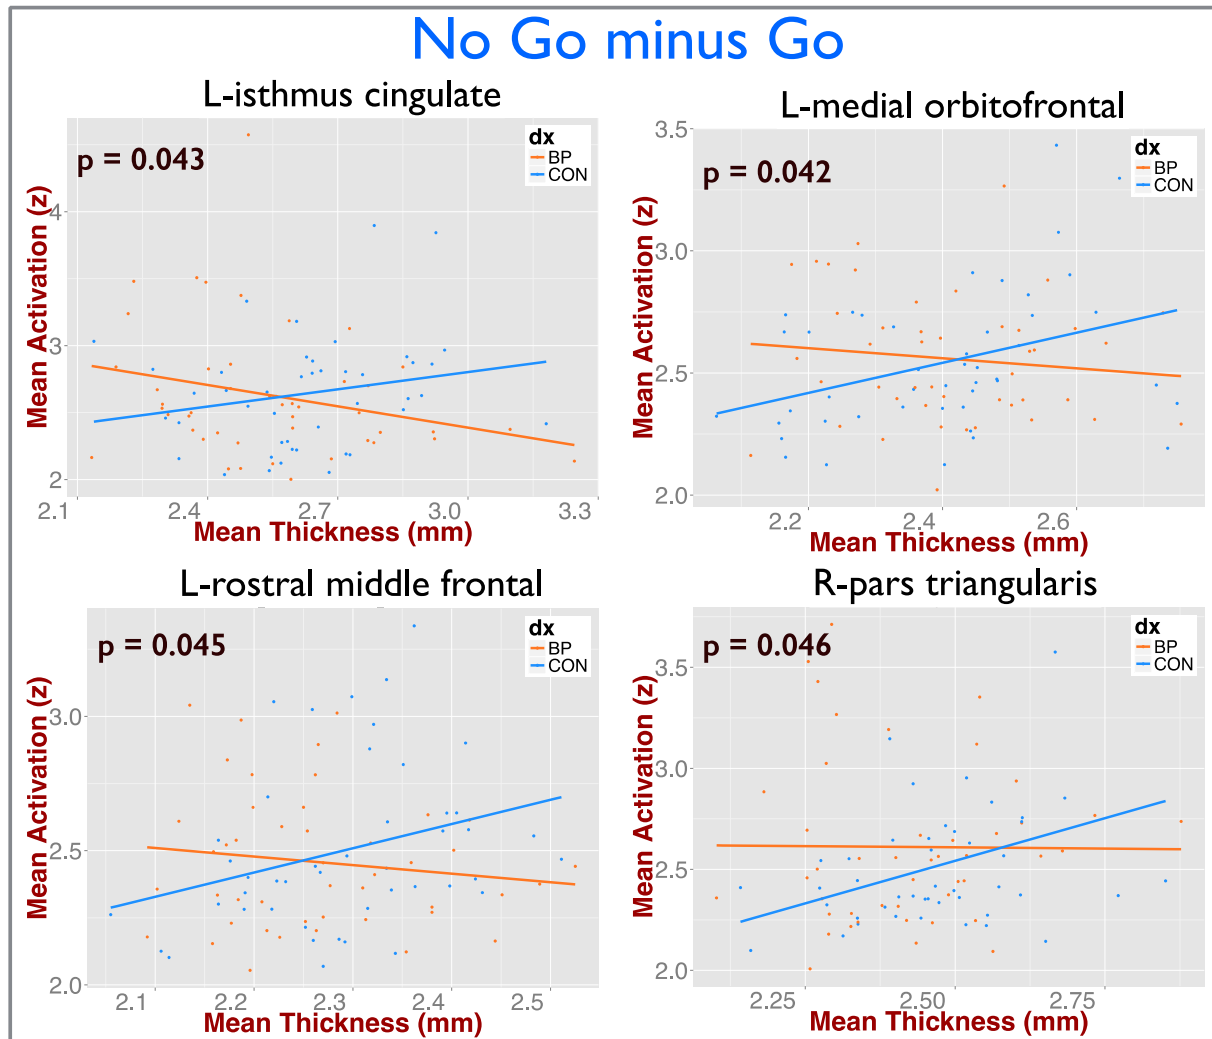 No Go minus Go
L-isthmus cingulate
p = 0.043
dx
BP
CON
Mean Activation (z)
4
3
2
2.1 2.4 2.7 3.0 3.3
Mean Thickness (mm)
L-medial orbitofrontal
p = 0.042
dx
BP
CON
Mean Activation (z)
3.5
3.0
2.5
2.0
2.2 2.4 2.6
Mean Thickness (mm)
L-rostral middle frontal
p = 0.045
dx
BP
CON
Mean Activation (z)
3.0
2.5
2.0
2.1 2.2 2.3 2.4 2.5
Mean Thickness (mm)
R-pars triangularis
p = 0.046
dx
BP
CON
Mean Activation (z)
3.5
3.0
2.5
2.0
2.25 2.50 2.75
Mean Thickness (mm)